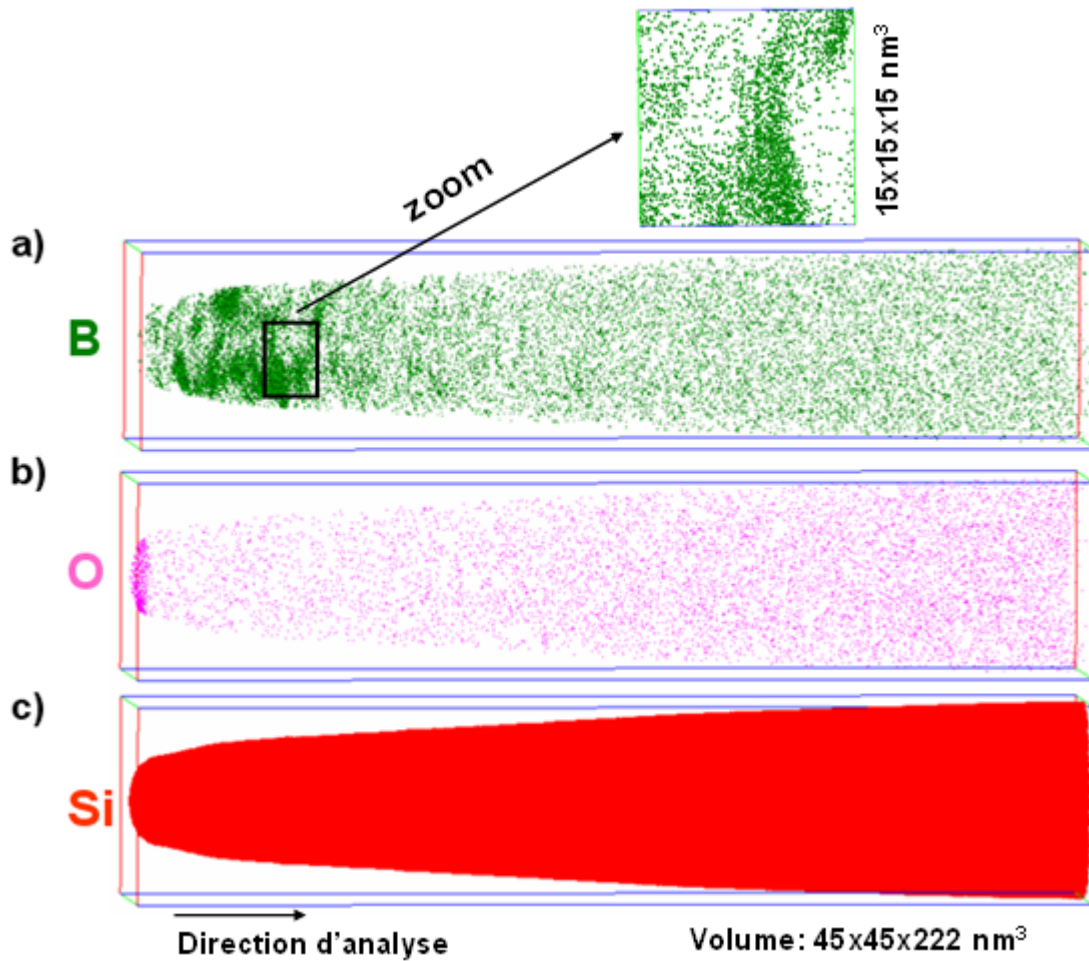 15x15x15 nm³
zoom
a)
B
b)
O
c)
Si
Direction d'analyse
Volume: 45x45x222 nm³